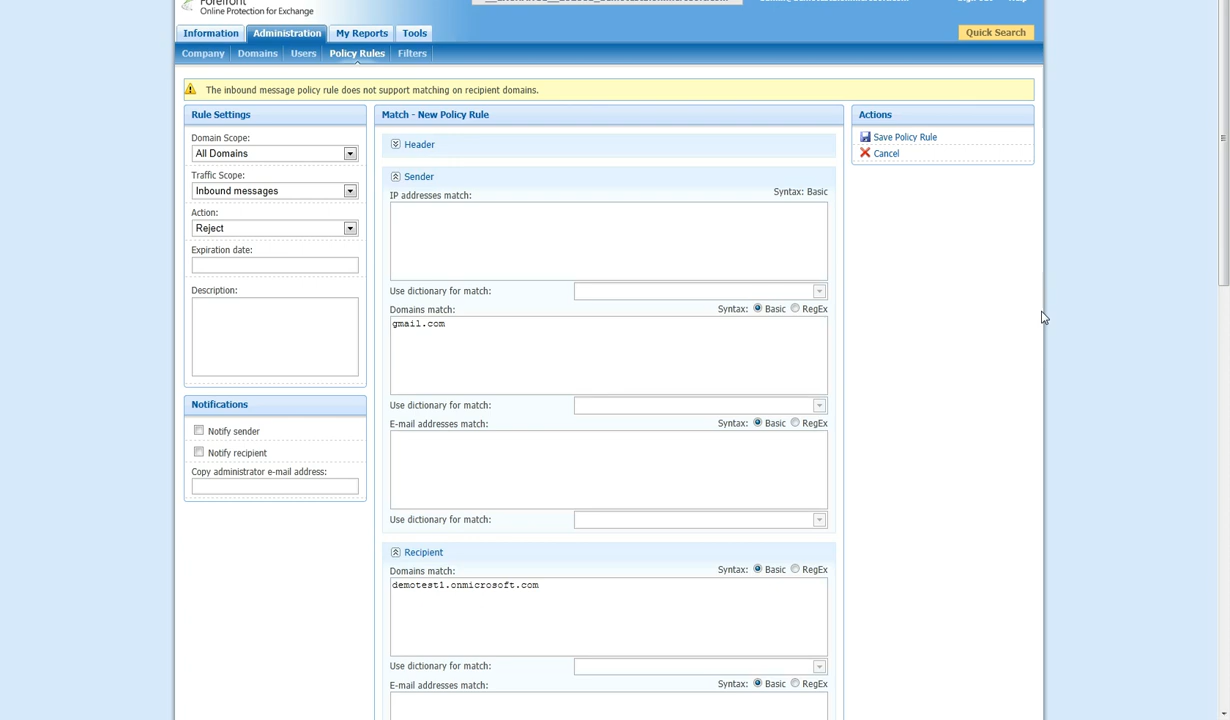 Forefront
Online Protection for Exchange
Information
Administration
My Reports
Tools
Quick Search
Company
Domains
Users
Policy Rules
Filters
The inbound message policy rule does not support matching on recipient domains.
Rule Settings
Domain Scope:
All Domains
Traffic Scope:
Inbound messages
Action:
Reject
Expiration date:
Description:
Notifications
Notify sender
Notify recipient
Copy administrator e-mail address:
Match - New Policy Rule
Header
Sender
IP addresses match: Syntax: Basic
Use dictionary for match:
Domains match: Syntax: Basic RegEx
gmail.com
Use dictionary for match:
E-mail addresses match: Syntax: Basic RegEx
Use dictionary for match:
Recipient
Domains match: Syntax: Basic RegEx
demotest1.onmicrosoft.com
Use dictionary for match:
E-mail addresses match: Syntax: Basic RegEx
Actions
Save Policy Rule
Cancel